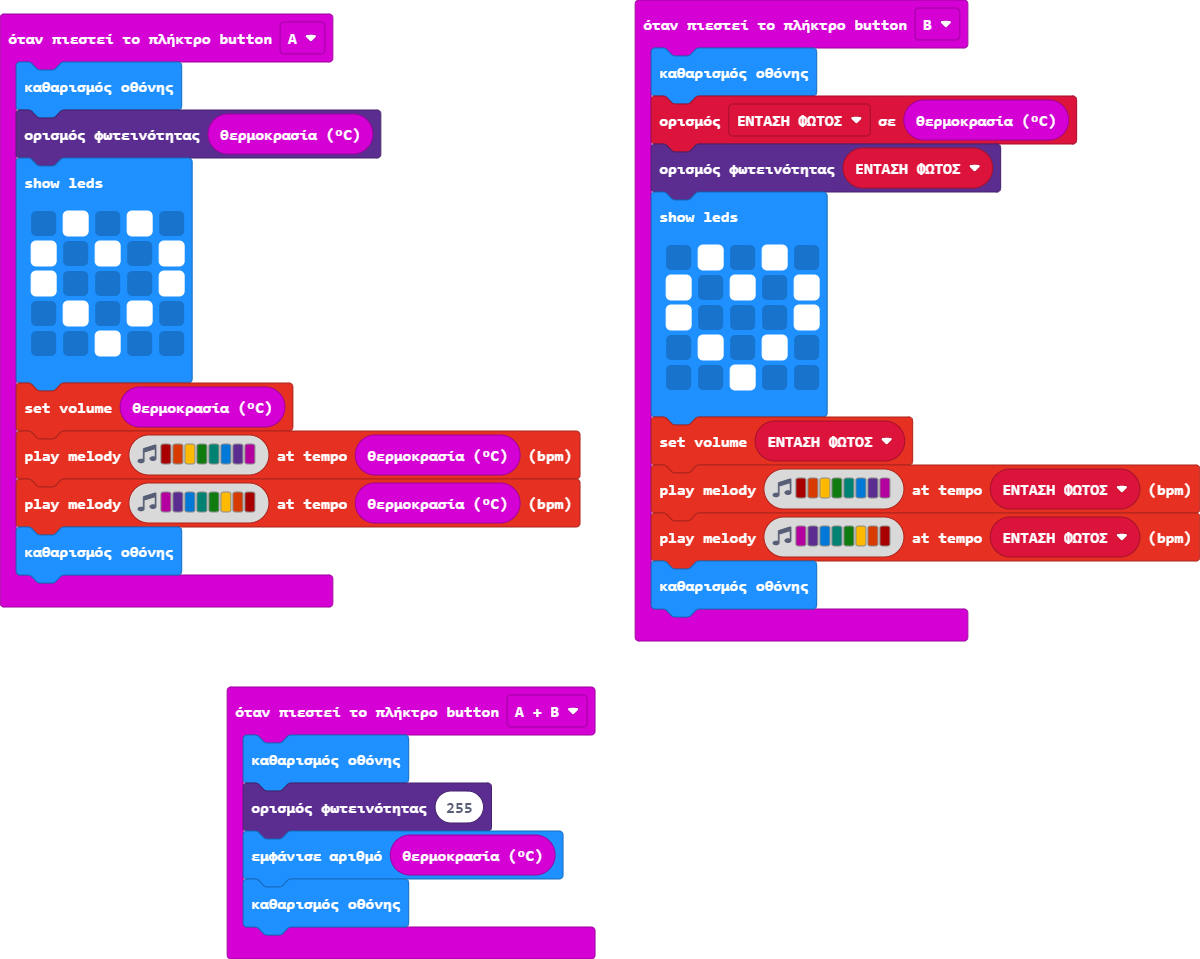 όταν πιεστεί το πλήκτρο button A
καθαρισμός οθόνης
ορισμός φωτεινότητας θερμοκρασία (°C)
show leds
set volume θερμοκρασία (°C)
play melody at tempo θερμοκρασία (°C) (bpm)
play melody at tempo θερμοκρασία (°C) (bpm)
καθαρισμός οθόνης
όταν πιεστεί το πλήκτρο button B
καθαρισμός οθόνης
ορισμός ΕΝΤΑΣΗ ΦΩΤΟΣ σε θερμοκρασία (°C)
ορισμός φωτεινότητας ΕΝΤΑΣΗ ΦΩΤΟΣ
show leds
set volume ΕΝΤΑΣΗ ΦΩΤΟΣ
play melody at tempo ΕΝΤΑΣΗ ΦΩΤΟΣ (bpm)
play melody at tempo ΕΝΤΑΣΗ ΦΩΤΟΣ (bpm)
καθαρισμός οθόνης
όταν πιεστεί το πλήκτρο button A + B
καθαρισμός οθόνης
ορισμός φωτεινότητας 255
εμφάνισε αριθμό θερμοκρασία (°C)
καθαρισμός οθόνης